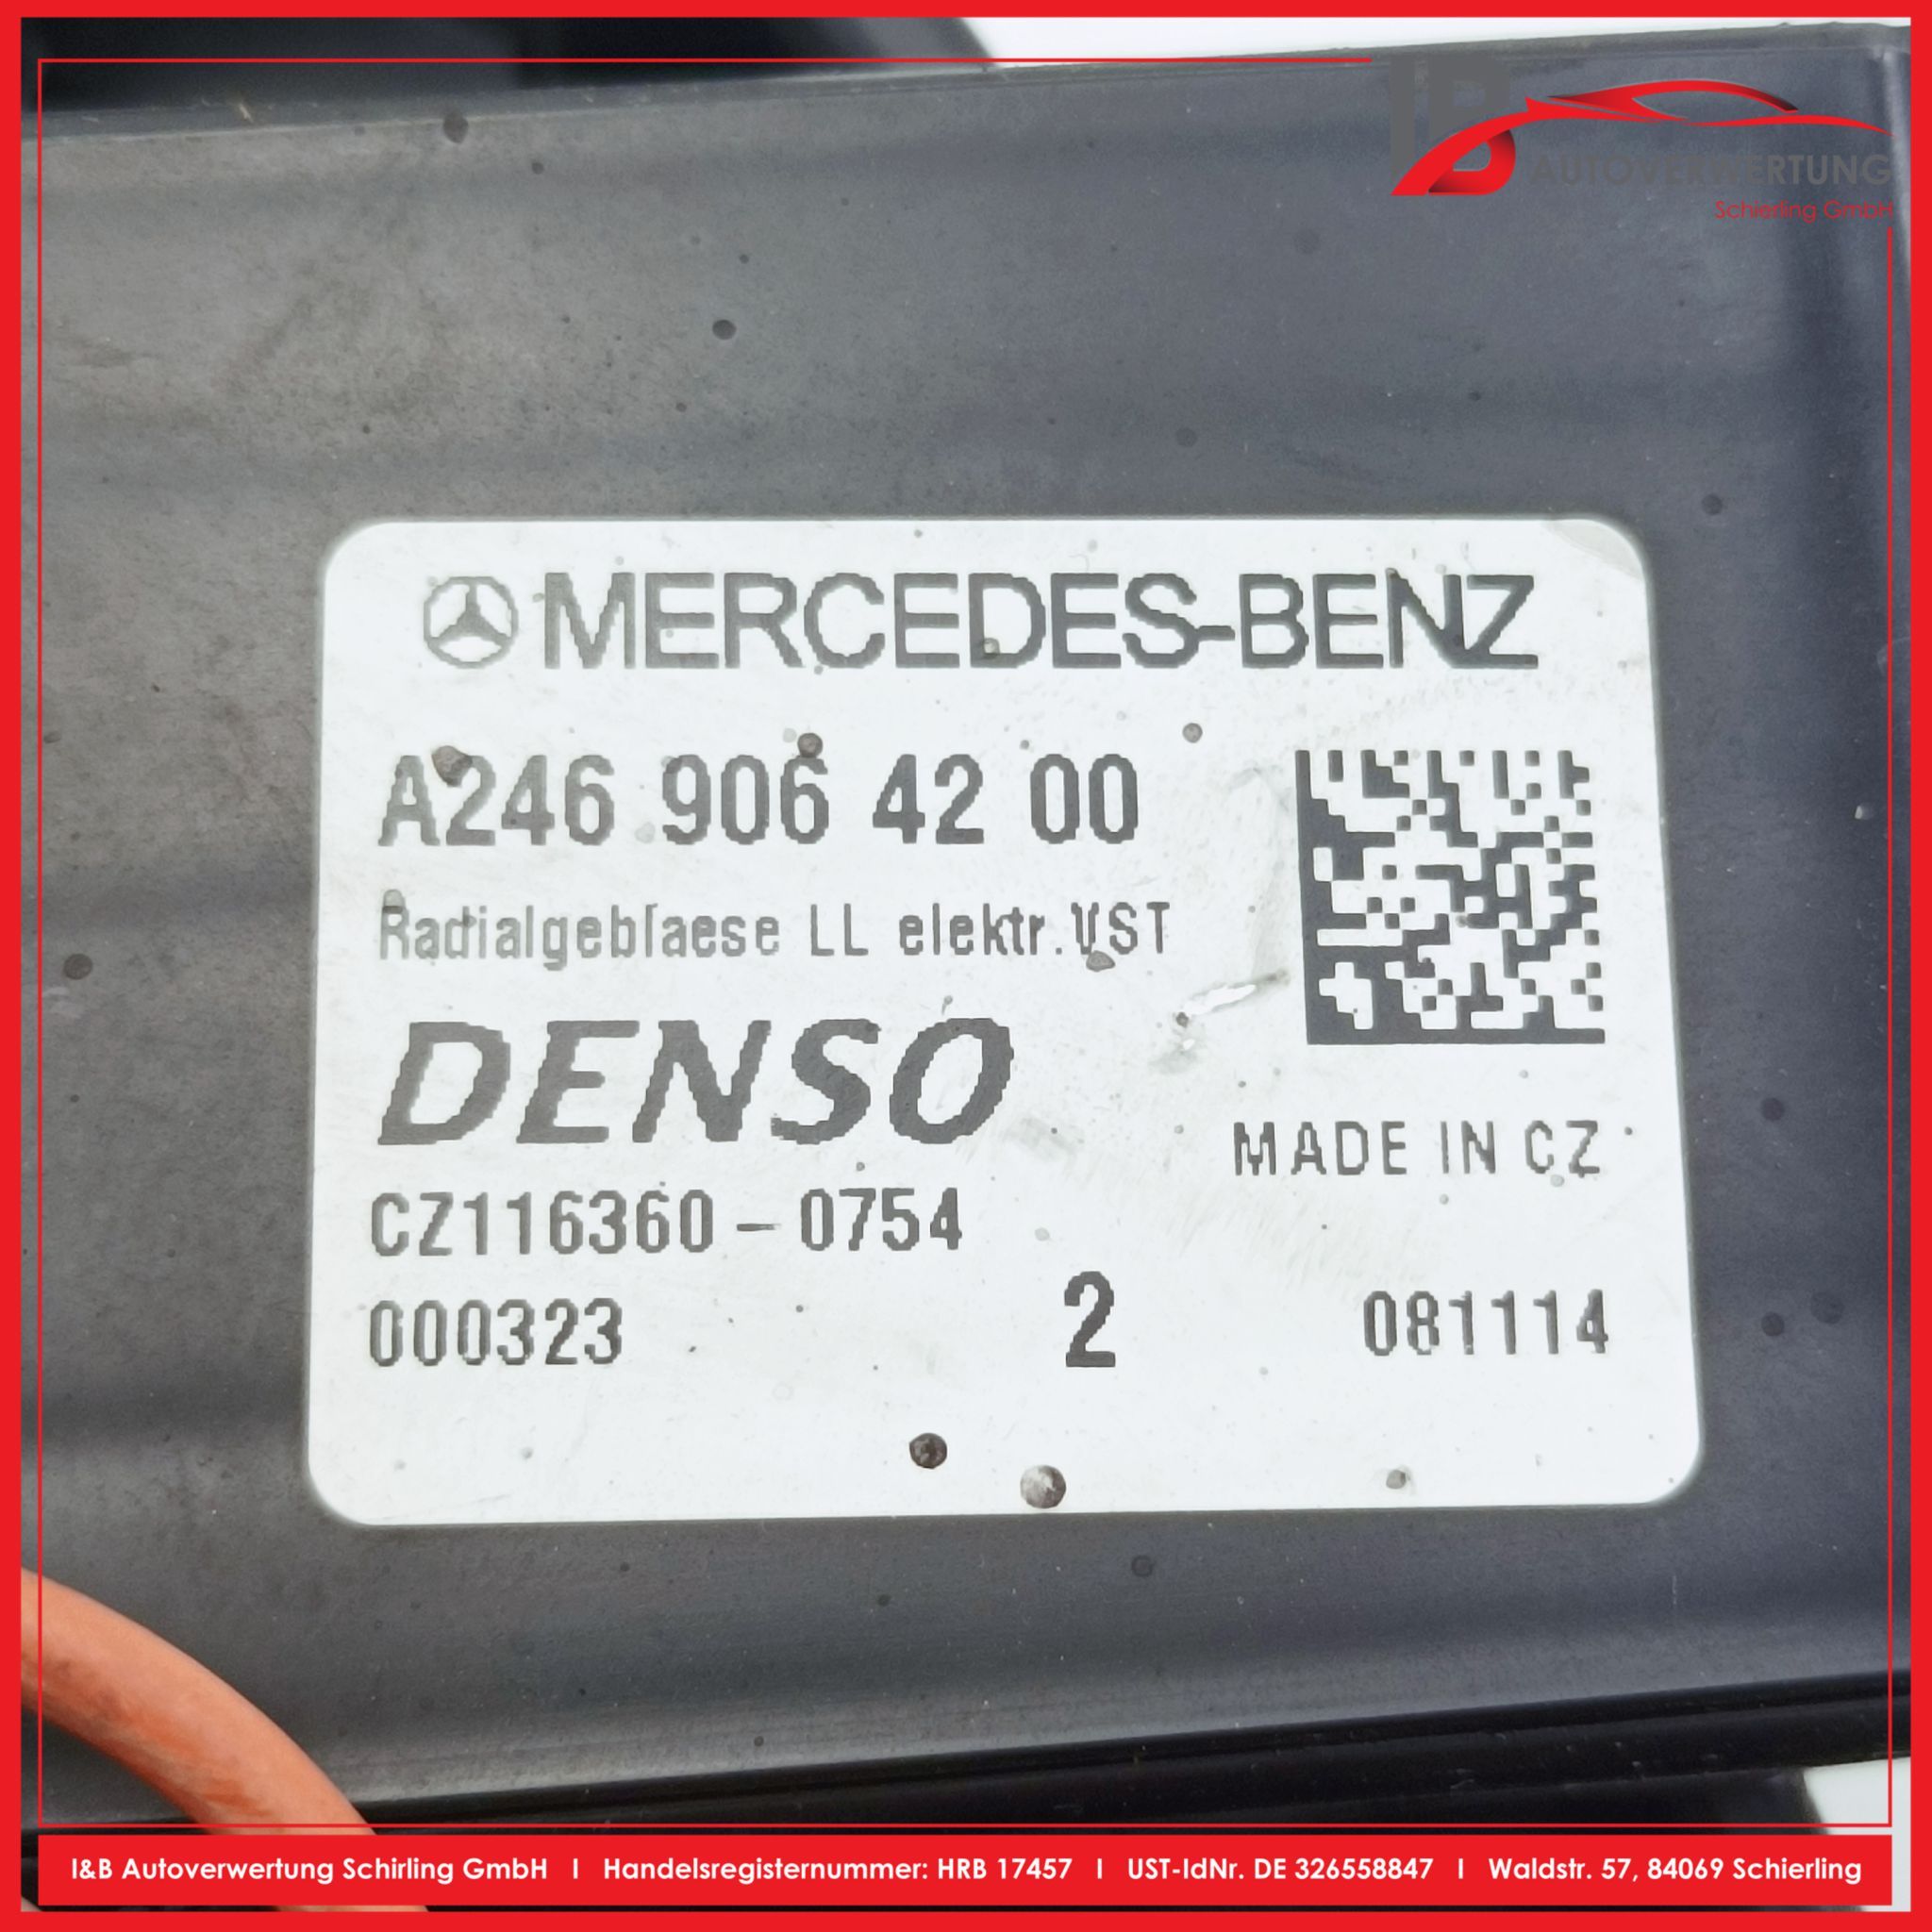 IB
AUTOVERWERTUNG
Schierling GmbH
MERCEDES-BENZ
A246 906 42 00
Radialgeblaese LL elektr.VST
DENSO
MADE IN CZ
CZ116360-0754
000323 2 081114
I&B Autoverwertung Schirling GmbH I Handelsregisternummer: HRB 17457 I UST-IdNr. DE 326558847 I Waldstr. 57, 84069 Schierling